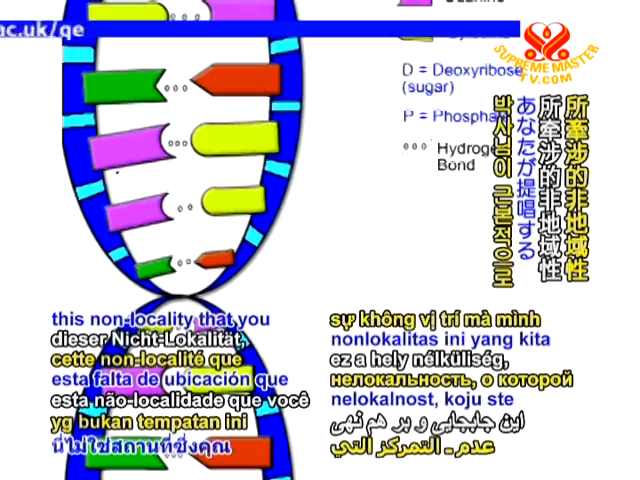 nc.uk/qe
SUPREME MASTER
TV.COM
D = Deoxyribose
(sugar)
P =
Bond
所牽涉的非地域性
所牵涉的非地域性
あなたが提唱する
박사님이 근본적으로
this non-locality that you
dieser Nicht-Lokalität,
cette non-localité que
esta falta de ubicación que
esta não-localidade que você
yg bukan tempatan ini
นี่ไม่ใช่สถานที่ซึ่งคุณ
sự không vị trí mà mình
nonlokalitas ini yang kita
ez a hely nélküliség,
нелокальность, о которой
nelokalnost, koju ste
این جابجایی و بر هم نهی
عدم- التمركز التي